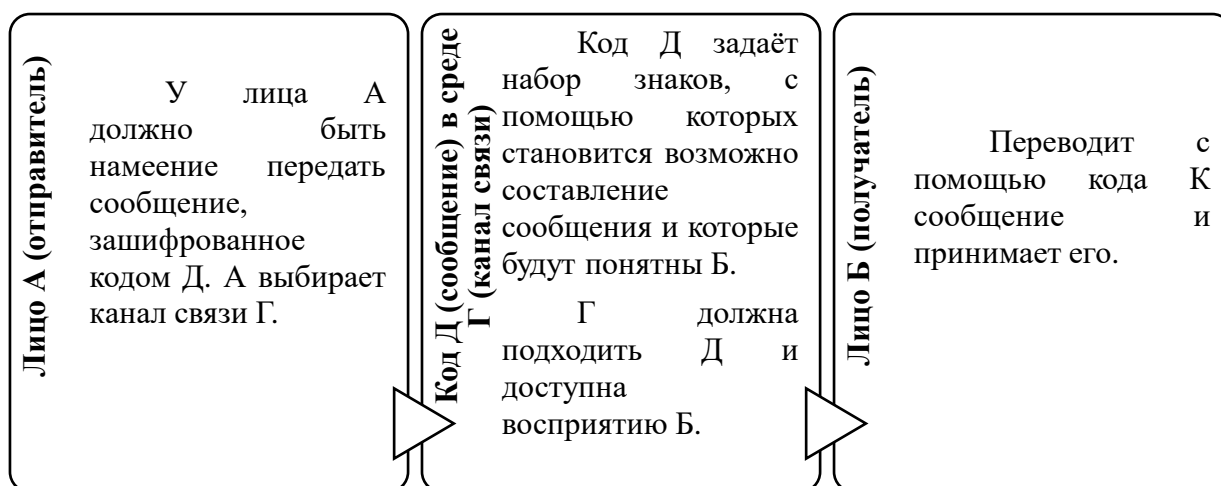 Лицо А (отправитель)
У лица А
должно быть
намеение передать
сообщение,
зашифрованное
кодом Д. А выбирает
канал связи Г.
Код Д (сообщение) в среде
Г (канал связи)
Код Д задаёт
набор знаков, с
помощью которых
становится возможно
составление
сообщения и которые
будут понятны Б.
Г должна
подходить Д и
доступна
восприятию Б.
Лицо Б (получатель)
Переводит с
помощью кода К
сообщение и
принимает его.